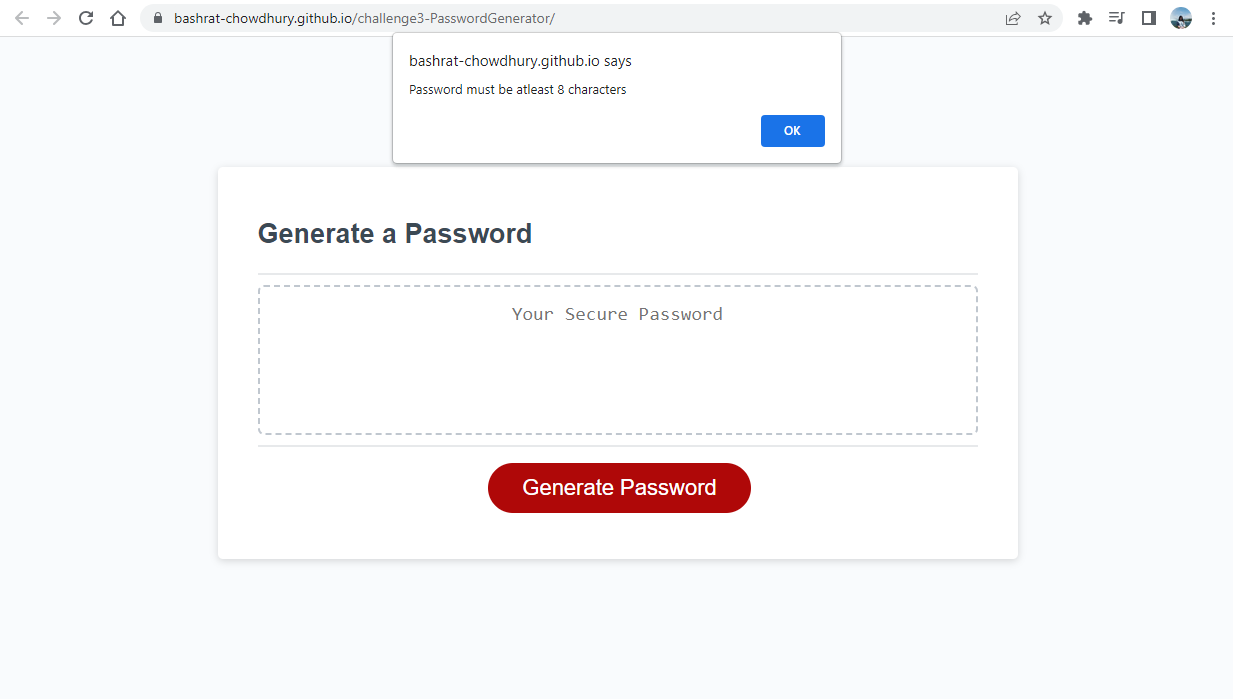 bashrat-chowdhury.github.io/challenge3-PasswordGenerator/
bashrat-chowdhury.github.io says
Password must be atleast 8 characters
OK
Generate a Password
Your Secure Password
Generate Password